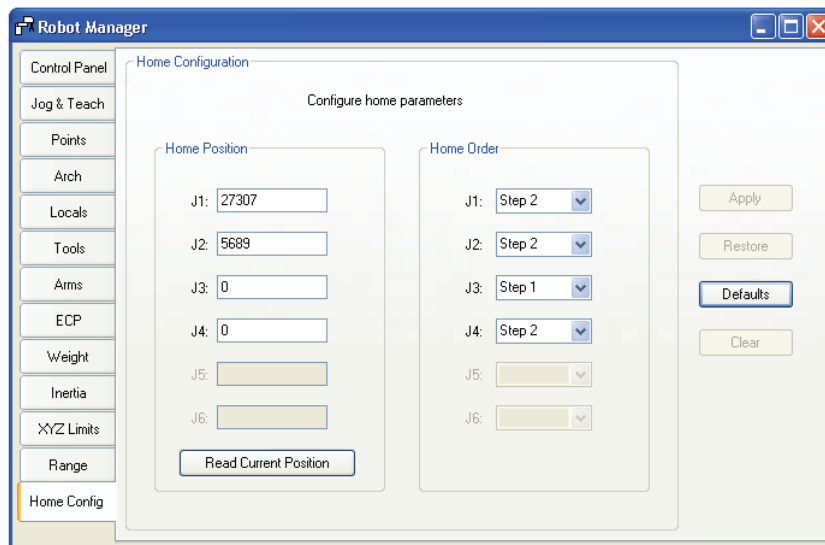 Robot Manager
Control Panel
Jog & Teach
Points
Arch
Locals
Tools
Arms
ECP
Weight
Inertia
XYZ Limits
Range
Home Config
Home Configuration
Configure home parameters
Home Position
J1: 27307
J2: 5689
J3: 0
J4: 0
J5:
J6:
Read Current Position
Home Order
J1: Step 2
J2: Step 2
J3: Step 1
J4: Step 2
J5:
J6:
Apply
Restore
Defaults
Clear